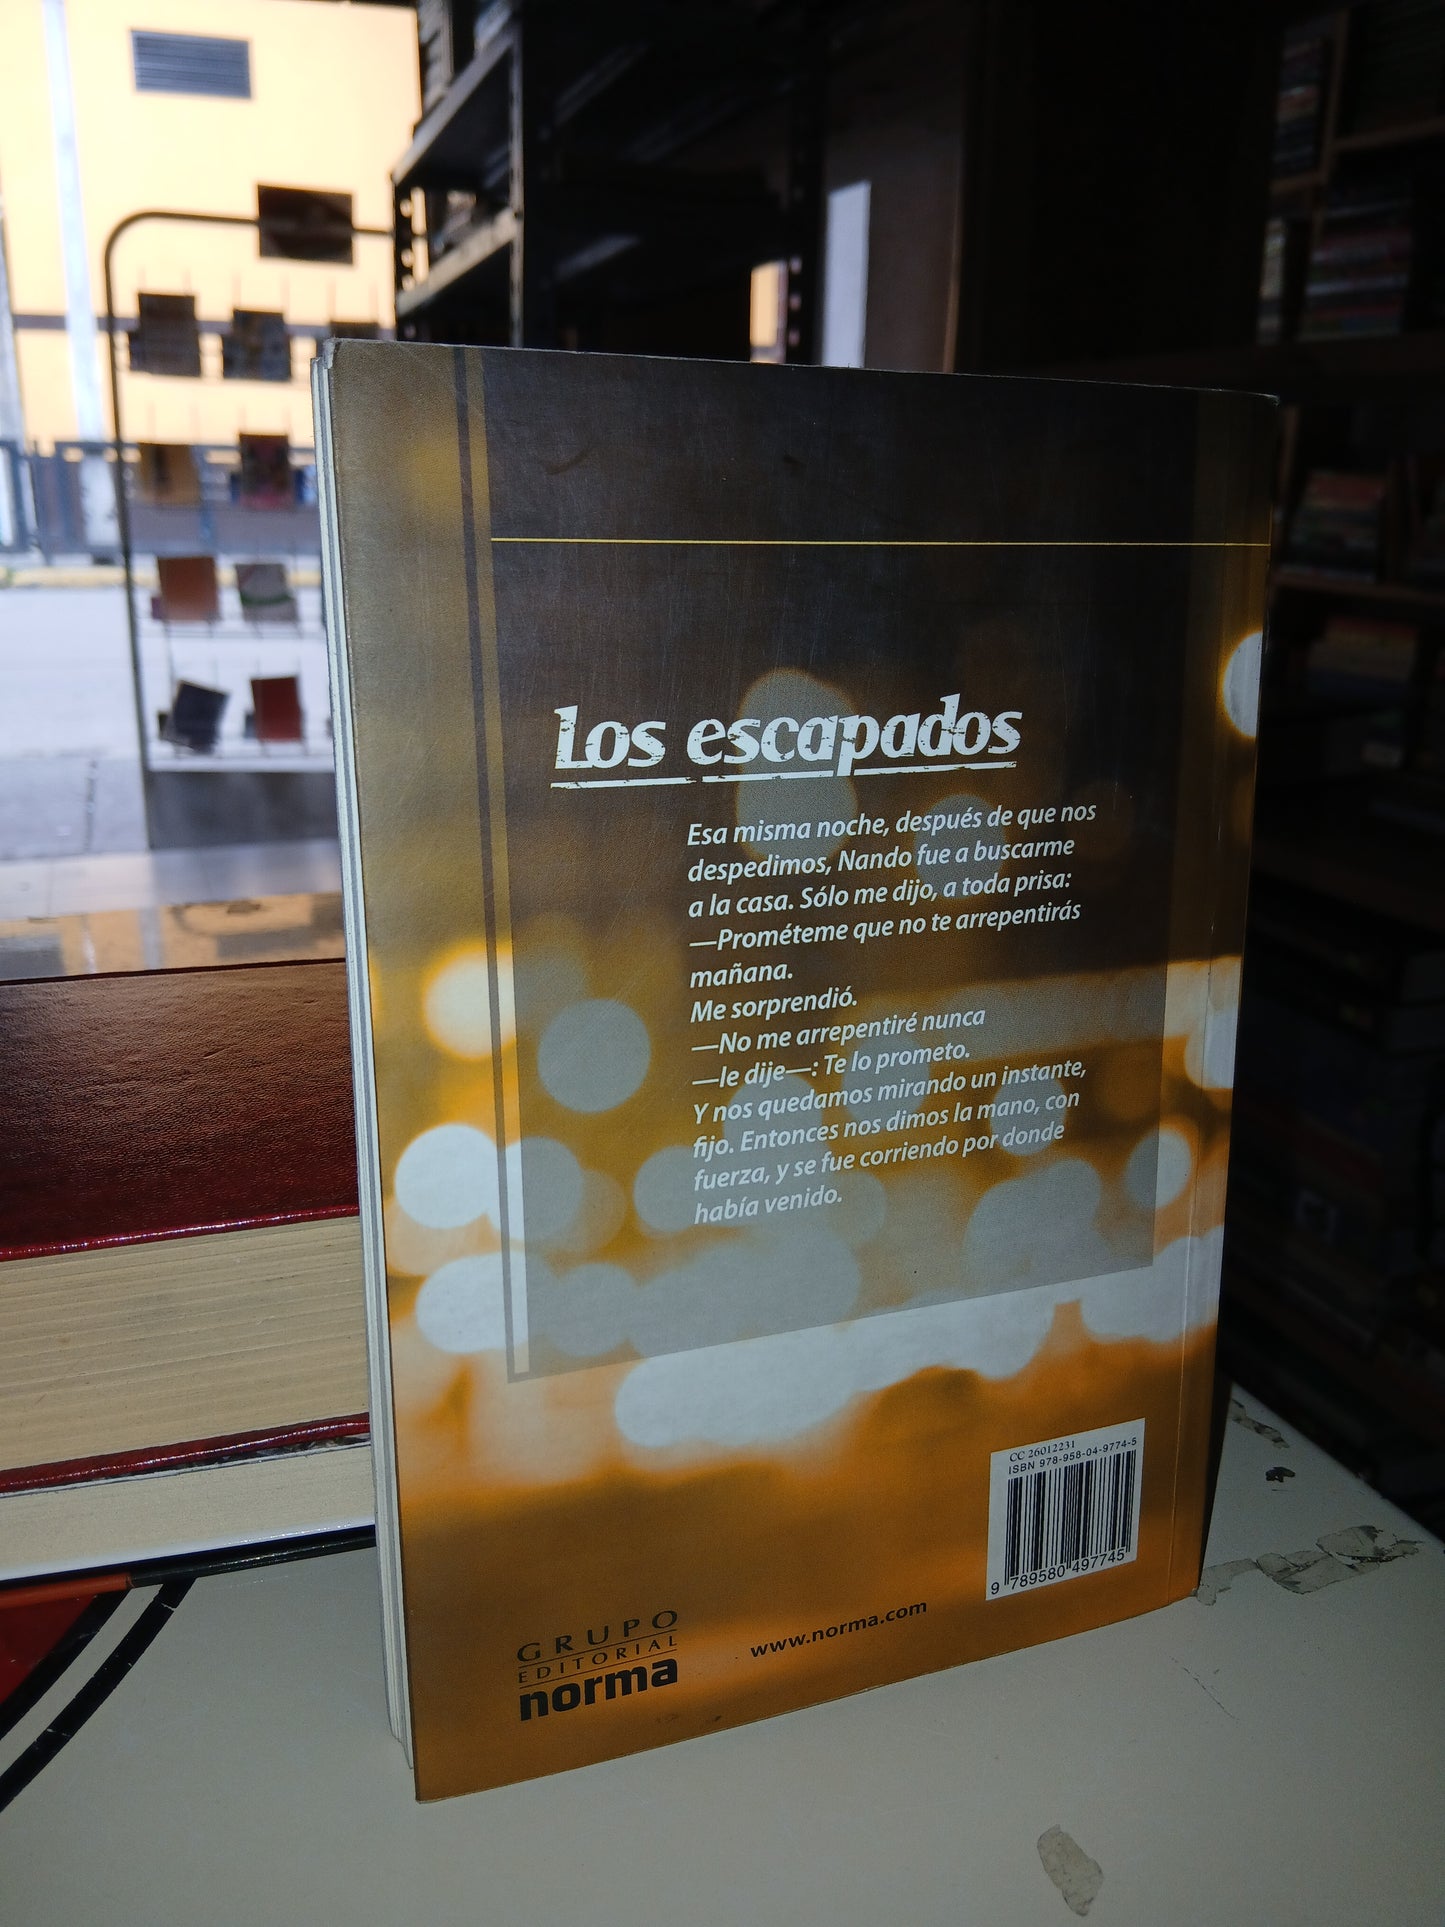 Los escapados
Esa misma noche, después de que nos
despedimos, Nando fue a buscarme
a la casa. Sólo me dijo, a toda prisa:
—Prométeme que no te arrepentirás
mañana.
Me sorprendió.
—No me arrepentiré nunca
—le dije—: Te lo prometo.
Y nos quedamos mirando un instante,
fijo. Entonces nos dimos la mano, con
fuerza, y se fue corriendo por donde
había venido.
CC 26012231
ISBN 978-958-04-9774-5
9 789580 497745
GRUPO
EDITORIAL
norma
www.norma.com